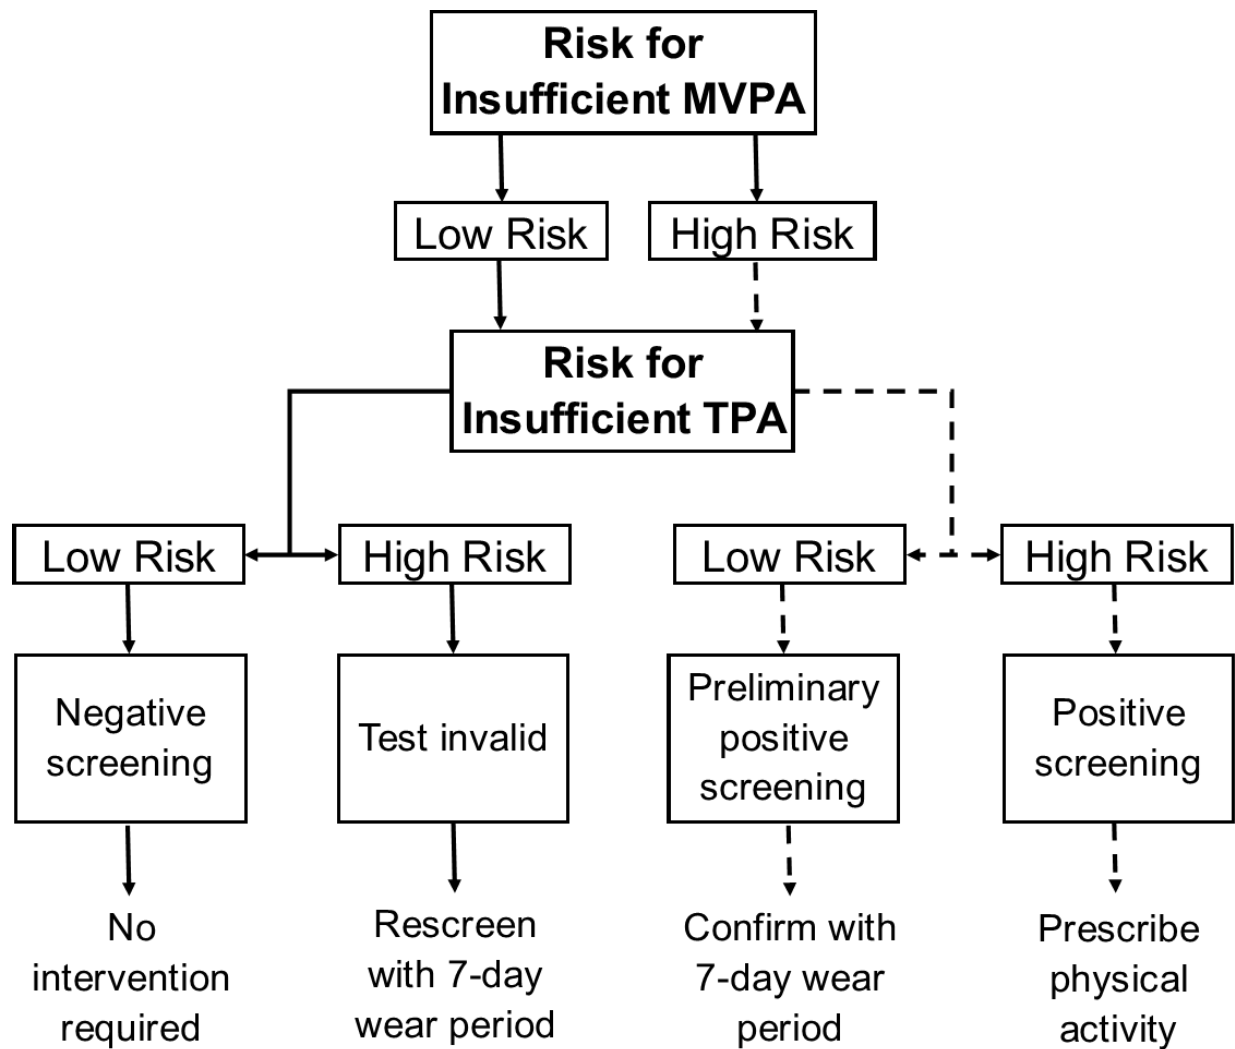 Risk for
Insufficient MVPA
Low Risk
High Risk
Risk for
Insufficient TPA
Low Risk
High Risk
Low Risk
High Risk
Negative
screening
Test invalid
Preliminary
positive
screening
Positive
screening
No
intervention
required
Rescreen
with 7-day
wear period
Confirm with
7-day wear
period
Prescribe
physical
activity